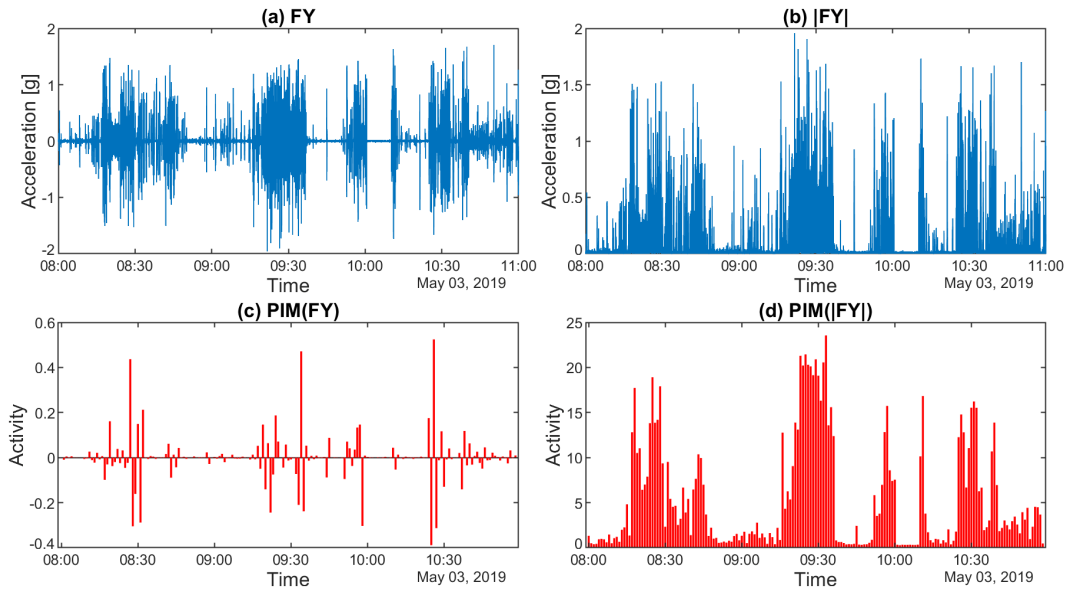 (a) FY
Acceleration [g]
2
1
0
-1
-2
08:00 08:30 09:00 09:30 10:00 10:30 11:00
Time
May 03, 2019
(b) |FY|
Acceleration [g]
2
1.5
1
0.5
0
08:00 08:30 09:00 09:30 10:00 10:30 11:00
Time
May 03, 2019
(c) PIM(FY)
Activity
0.6
0.4
0.2
0
-0.2
-0.4
08:00 08:30 09:00 09:30 10:00 10:30
Time
May 03, 2019
(d) PIM(|FY|)
Activity
25
20
15
10
5
0
08:00 08:30 09:00 09:30 10:00 10:30
Time
May 03, 2019